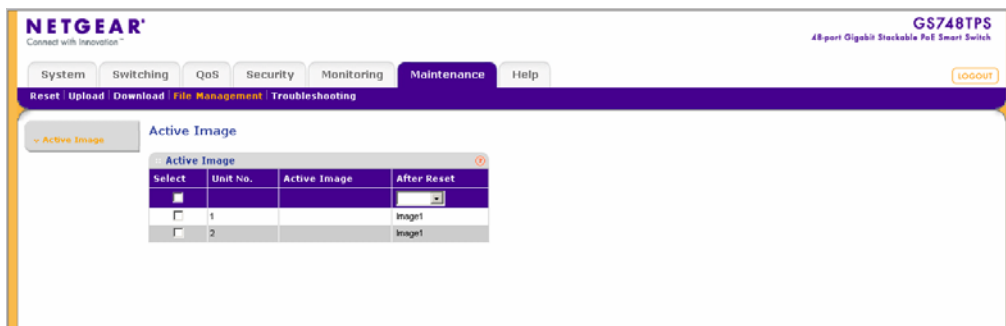 NETGEAR
Connect with Innovation™
GS748TPS
48-port Gigabit Stackable PoE Smart Switch
System Switching QoS Security Monitoring Maintenance Help
LOGOUT
Reset Upload Download File Management Troubleshooting
Active Image
Active Image
Active Image
Select Unit No. Active Image After Reset
1 Image1
2 Image1